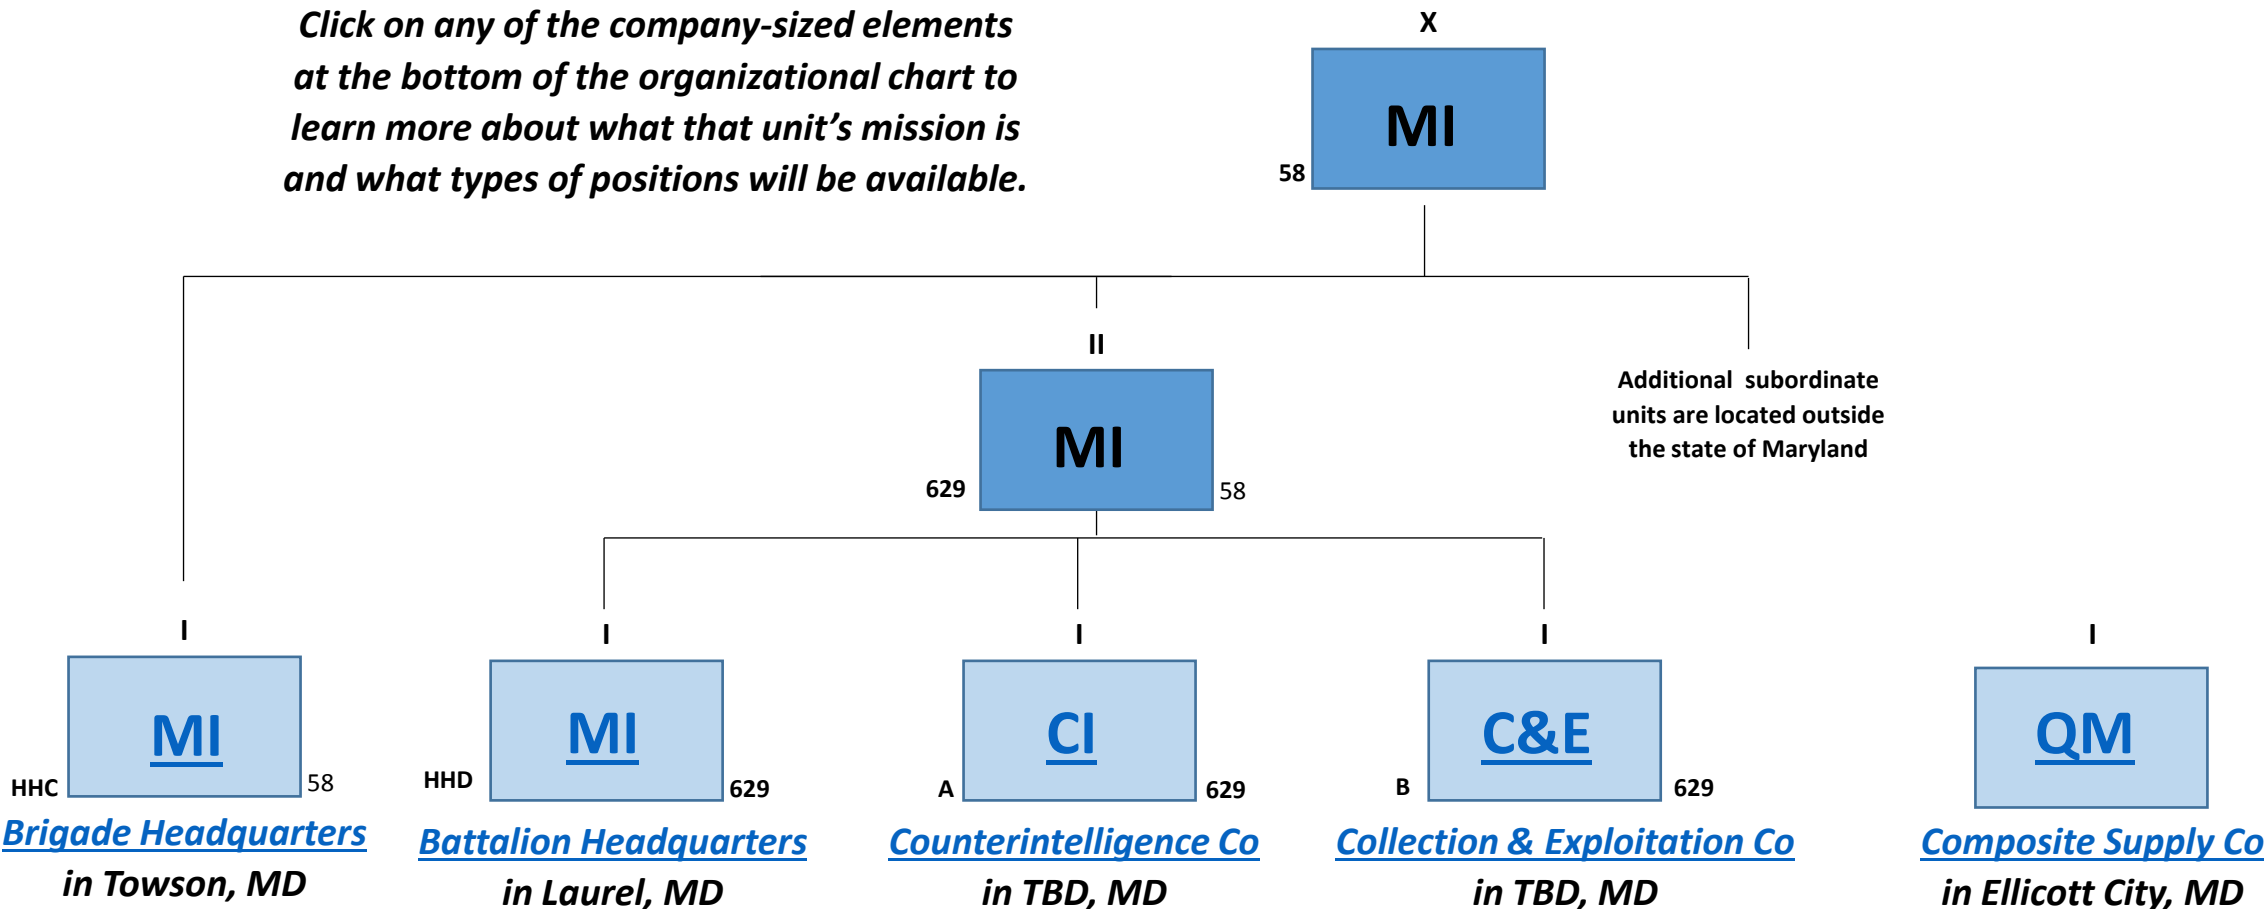 Click on any of the company-sized elements
at the bottom of the organizational chart to
learn more about what that unit’s mission is
and what types of positions will be available.
X
MI
58
II
MI
629
58
Additional subordinate
units are located outside
the state of Maryland
I
MI
HHC
58
Brigade Headquarters
in Towson, MD
I
MI
HHD
629
Battalion Headquarters
in Laurel, MD
I
CI
A
629
Counterintelligence Co
in TBD, MD
I
C&E
B
629
Collection & Exploitation Co
in TBD, MD
I
QM
Composite Supply Co
in Ellicott City, MD